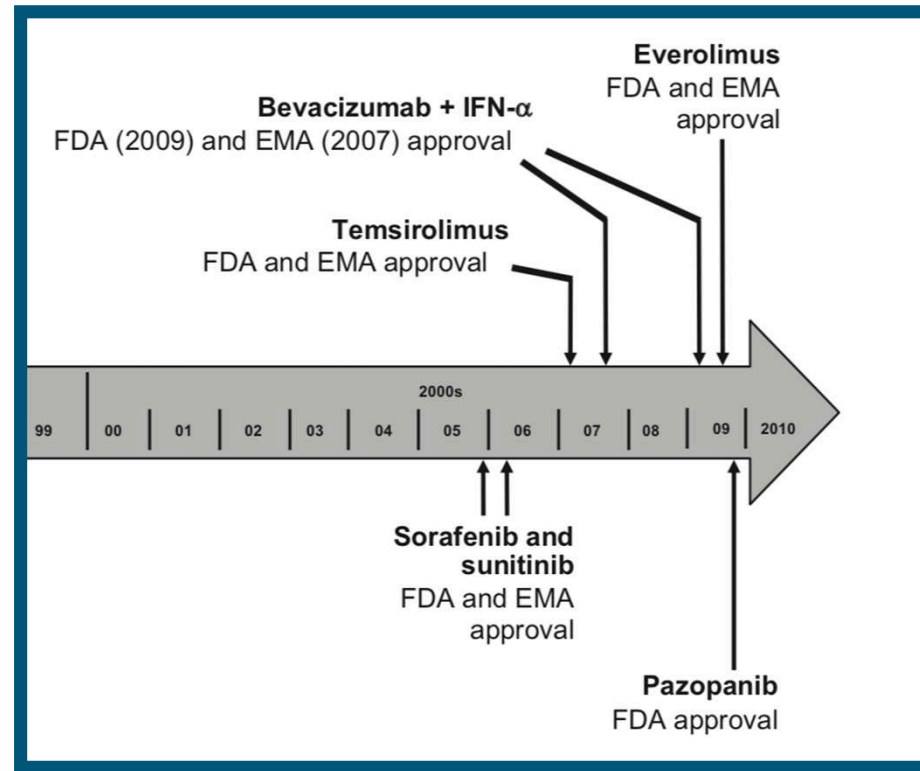 Everolimus
FDA and EMA
approval
Bevacizumab + IFN-α
FDA (2009) and EMA (2007) approval
Temsirolimus
FDA and EMA approval
2000s
99 00 01 02 03 04 05 06 07 08 09 2010
Sorafenib and
sunitinib
FDA and EMA
approval
Pazopanib
FDA approval